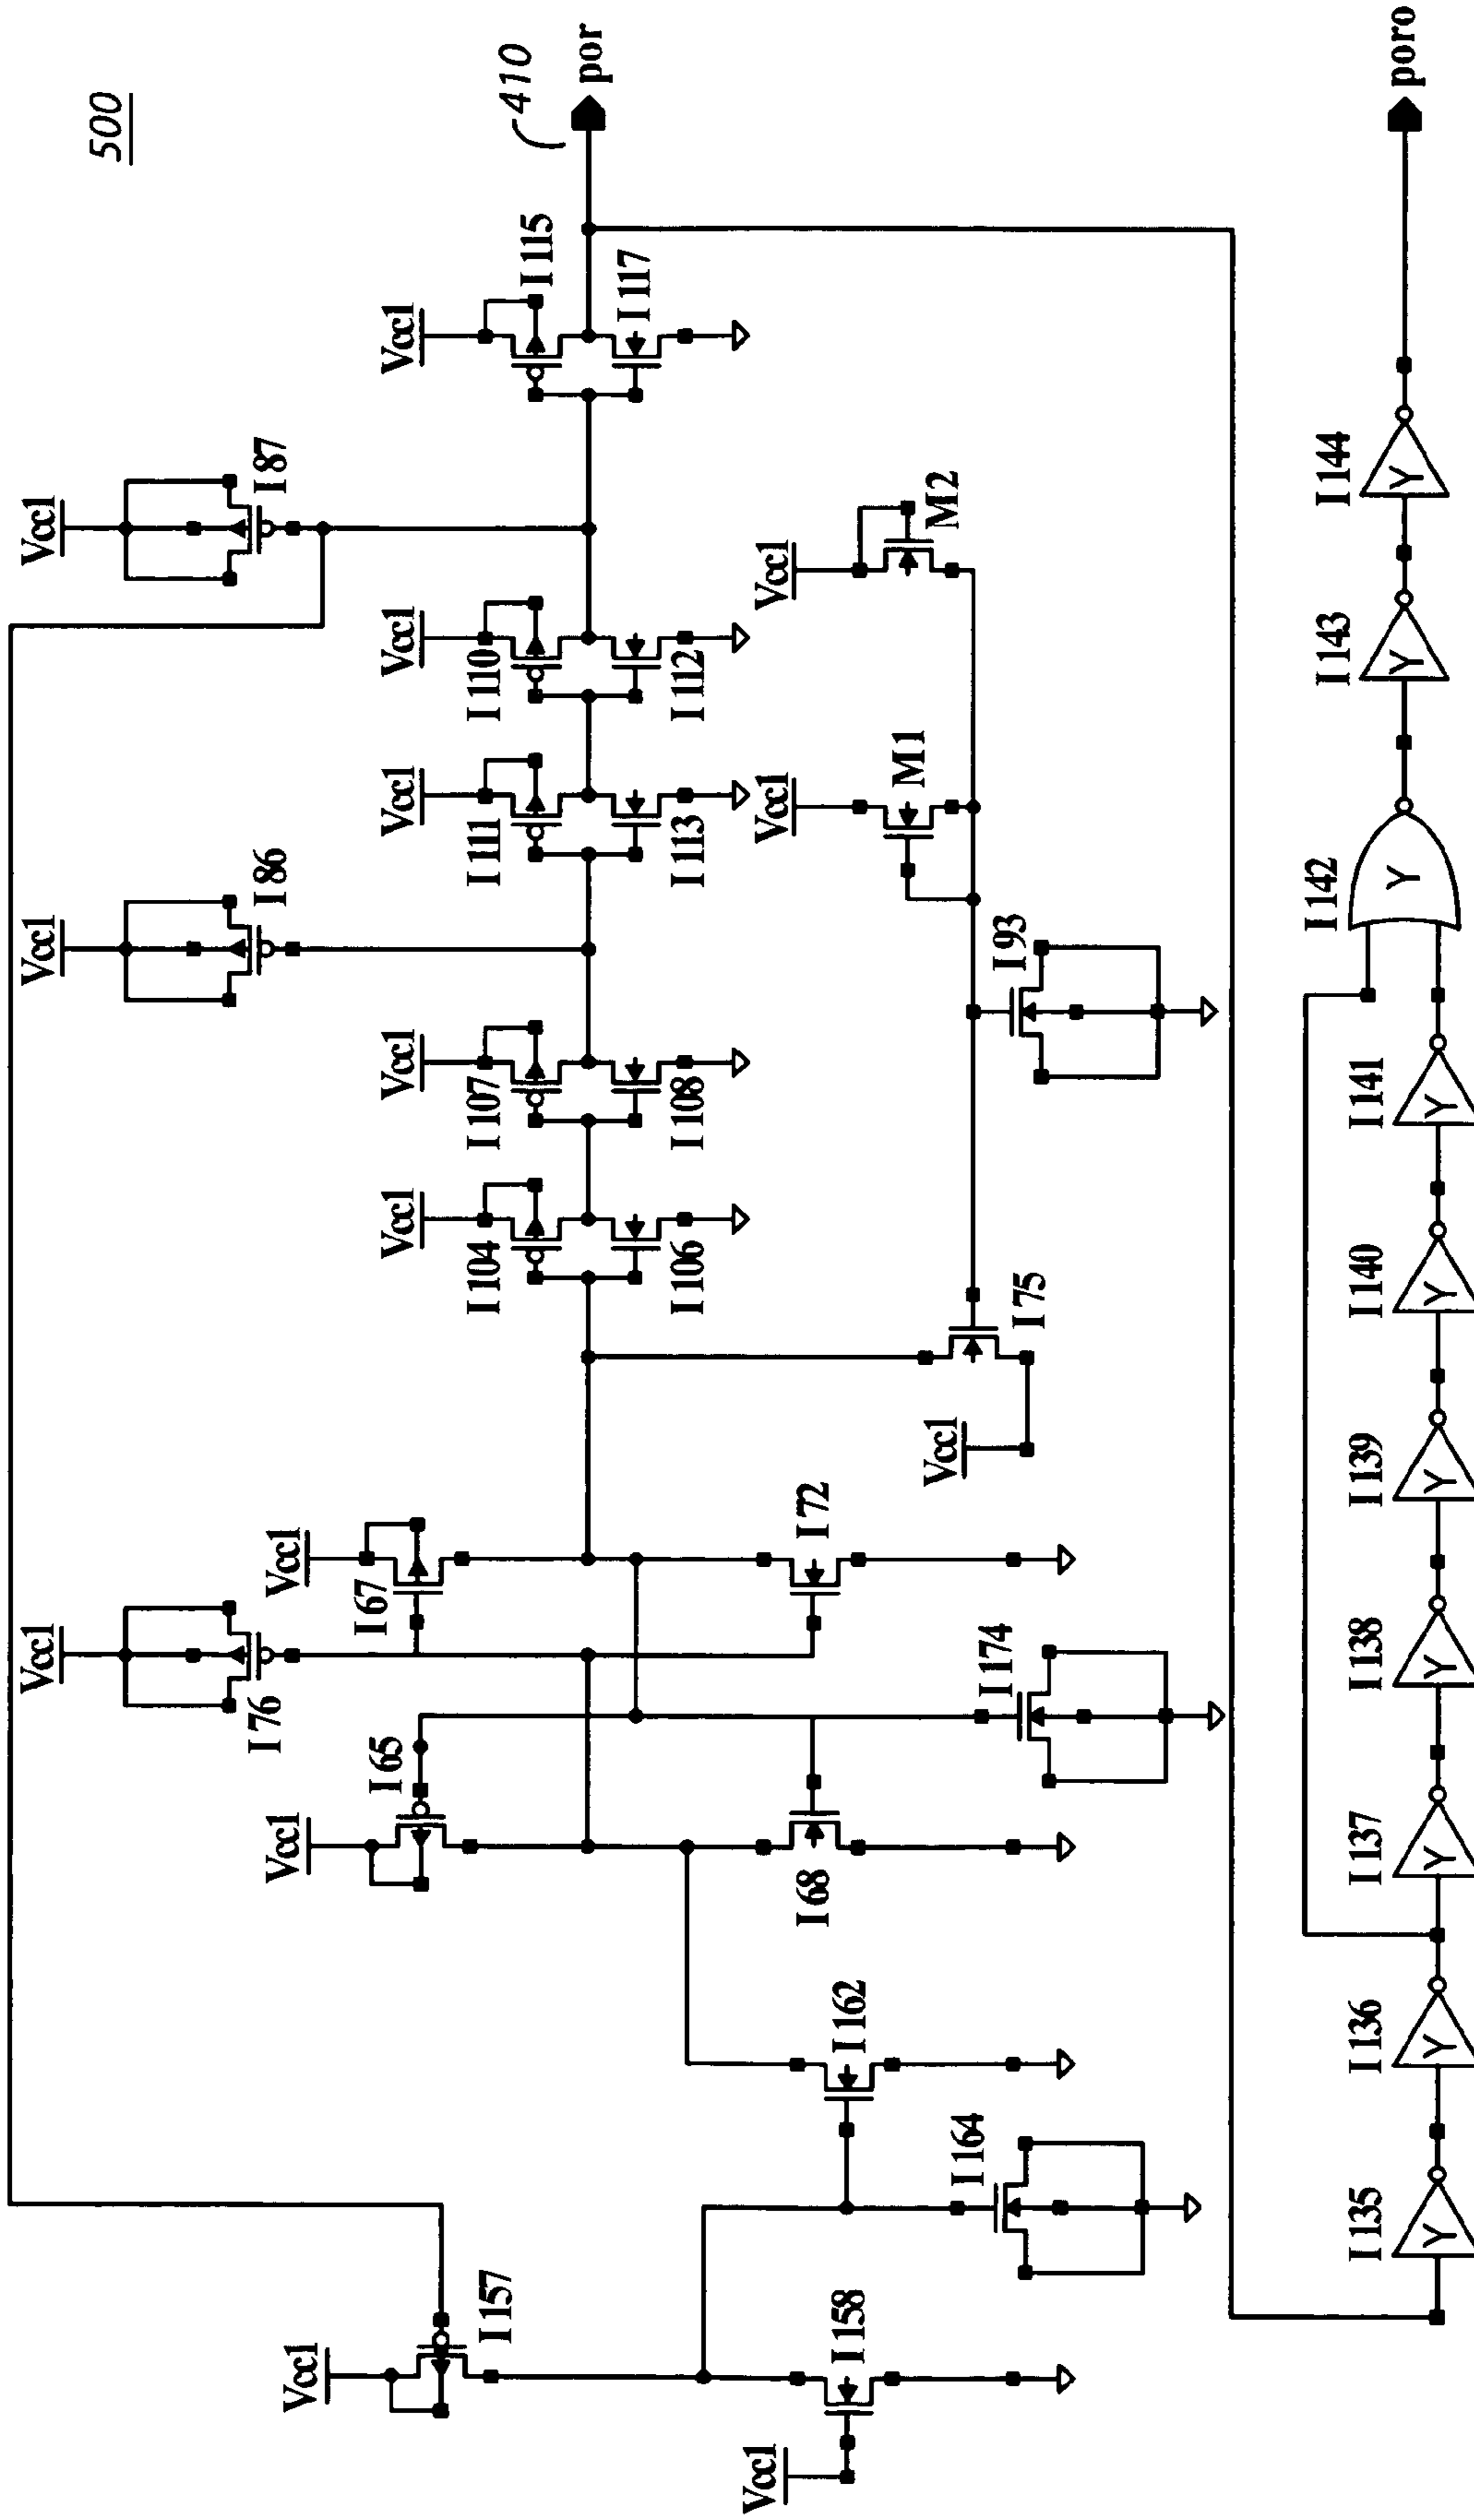 500
Vcc1
I 87
Vcc1
I 86
Vcc1
I 76
Vcc1
I 115
I 117
410
por
Vcc1
I 110
I 112
Vcc1
I 111
I 113
Vcc1
I 107
I 108
Vcc1
I 104
I 106
Vcc1
I 67
I 72
Vcc1
I 65
I 68
Vcc1
I 157
Vcc1
M2
Vcc1
M1
I 93
I 75
Vcc1
I 174
I 162
I 164
I 158
Vcc1
I 135
Y
I 136
Y
I 137
Y
I 138
Y
I 139
Y
I 140
Y
I 141
Y
I 142
Y
I 143
Y
I 144
Y
poro